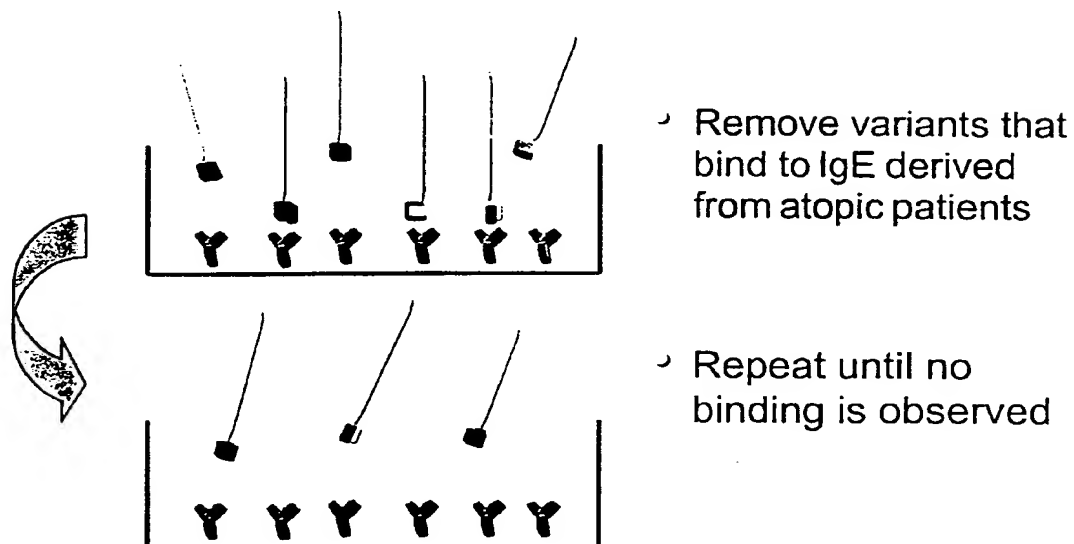 Remove variants that
bind to IgE derived
from atopic patients
Repeat until no
binding is observed